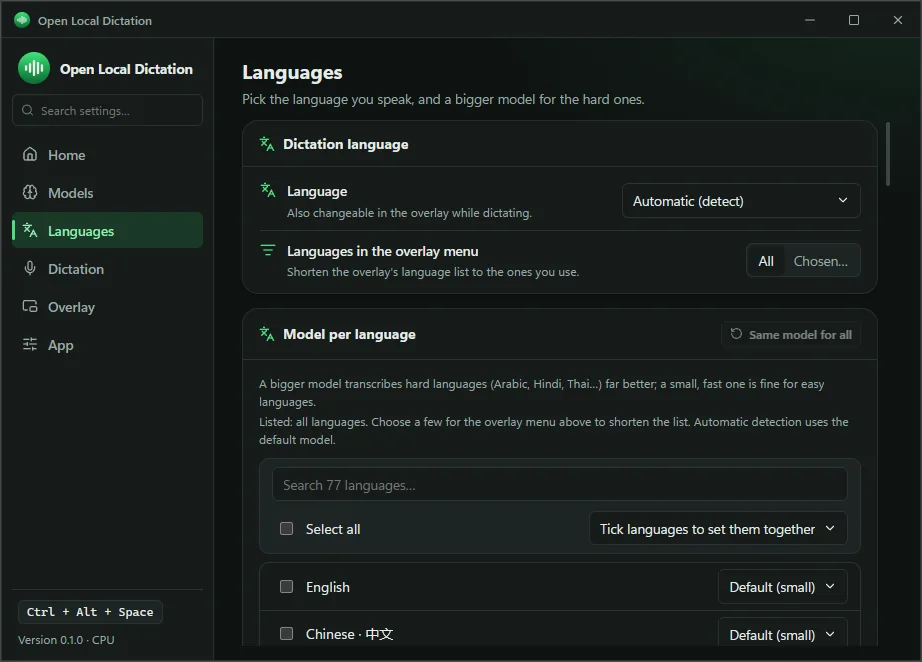 Open Local Dictation
Open Local Dictation
Search settings...
Home
Models
Languages
Dictation
Overlay
App
Ctrl + Alt + Space
Version 0.1.0 · CPU
Languages
Pick the language you speak, and a bigger model for the hard ones.
Dictation language
Language
Also changeable in the overlay while dictating.
Automatic (detect)
Languages in the overlay menu
Shorten the overlay's language list to the ones you use.
All
Chosen...
Model per language
Same model for all
A bigger model transcribes hard languages (Arabic, Hindi, Thai...) far better; a small, fast one is fine for easy
languages.
Listed: all languages. Choose a few for the overlay menu above to shorten the list. Automatic detection uses the
default model.
Search 77 languages...
Select all
Tick languages to set them together
English
Default (small)
Chinese · 中文
Default (small)